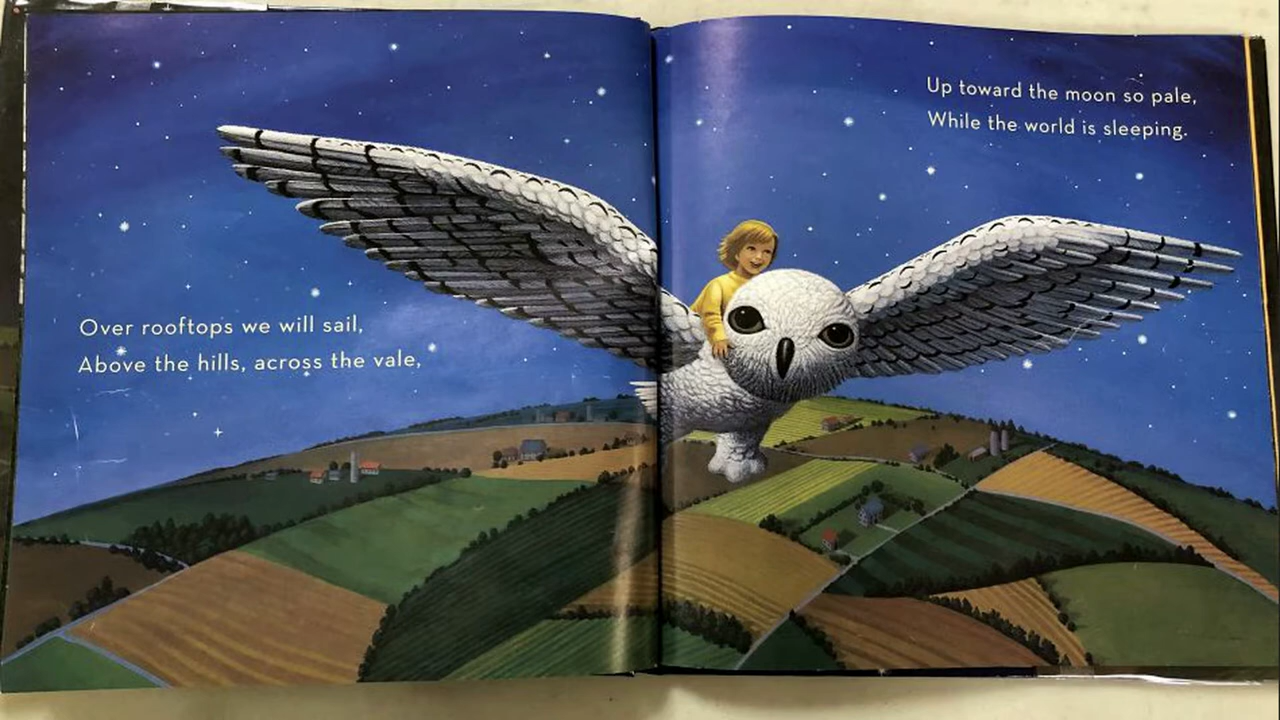 Over rooftops we will sail,
Above the hills, across the vale,
Up toward the moon so pale,
While the world is sleeping.